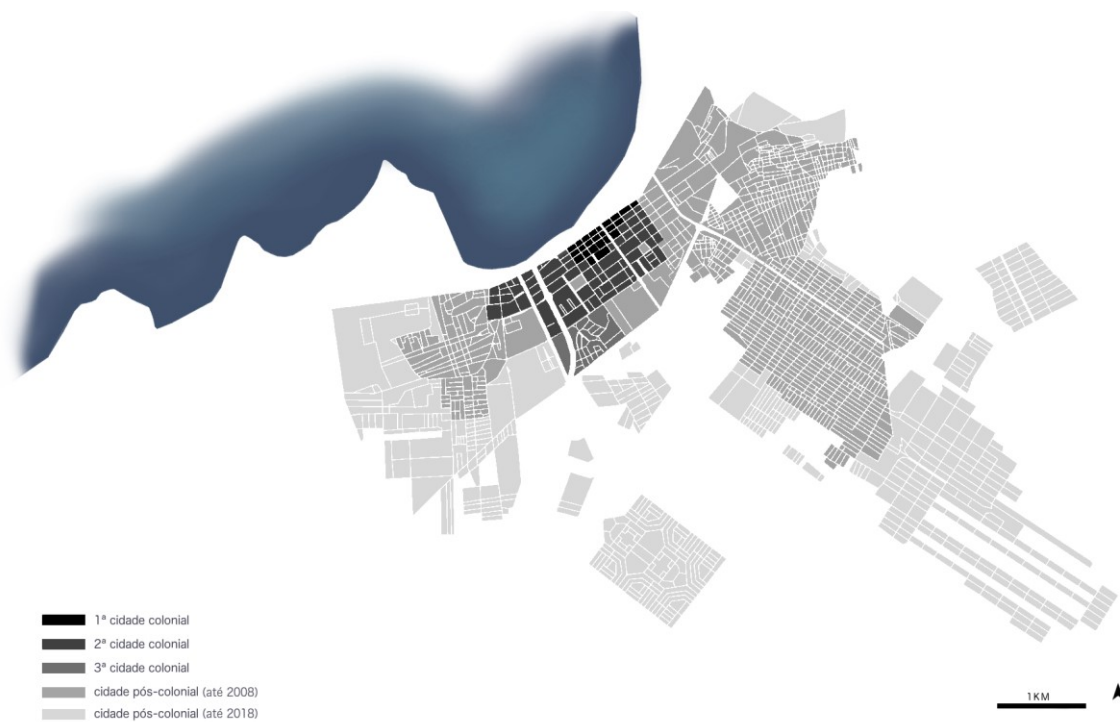 1ª cidade colonial
2ª cidade colonial
3ª cidade colonial
cidade pós-colonial (até 2008)
cidade pós-colonial (até 2018)
1KM